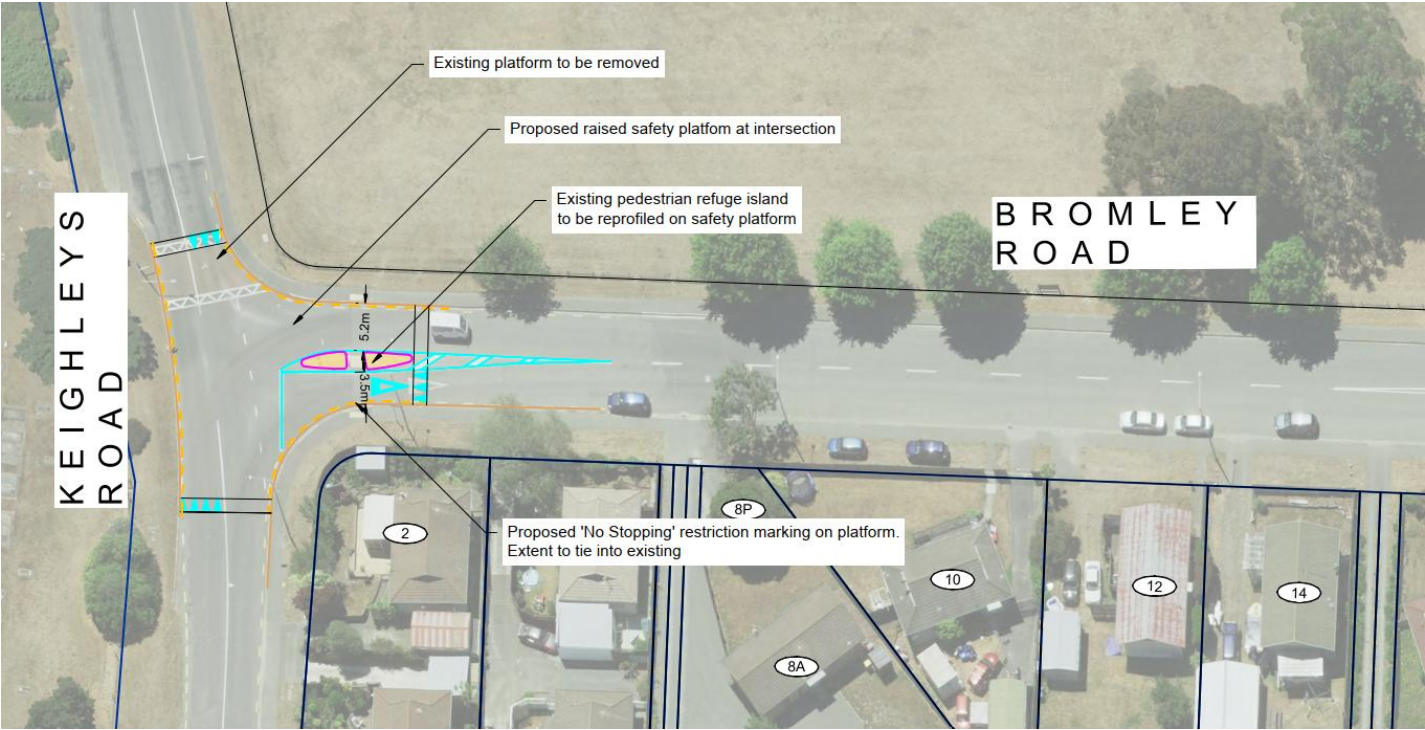 Existing platform to be removed
Proposed raised safety platfom at intersection
Existing pedestrian refuge island
to be reprofiled on safety platform
BROMLEY
ROAD
KEIGHLEYS
ROAD
5.2m
3.5m
Proposed 'No Stopping' restriction marking on platform.
Extent to tie into existing
2
8P
8A
10
12
14